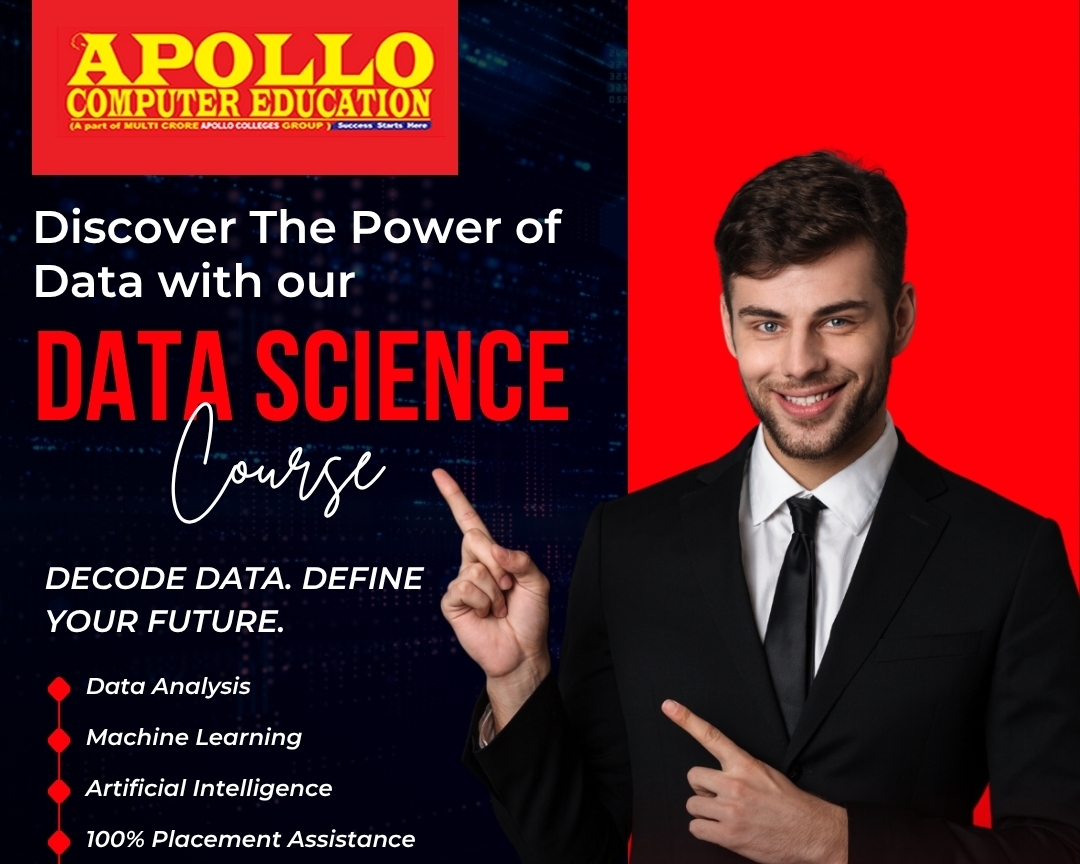 APOLLO
COMPUTER EDUCATION
(A part of MULTI CRORE APOLLO COLLEGES GROUP ) Success Starts Here
Discover The Power of
Data with our
DATA SCIENCE
Course
DECODE DATA. DEFINE
YOUR FUTURE.
Data Analysis
Machine Learning
Artificial Intelligence
100% Placement Assistance